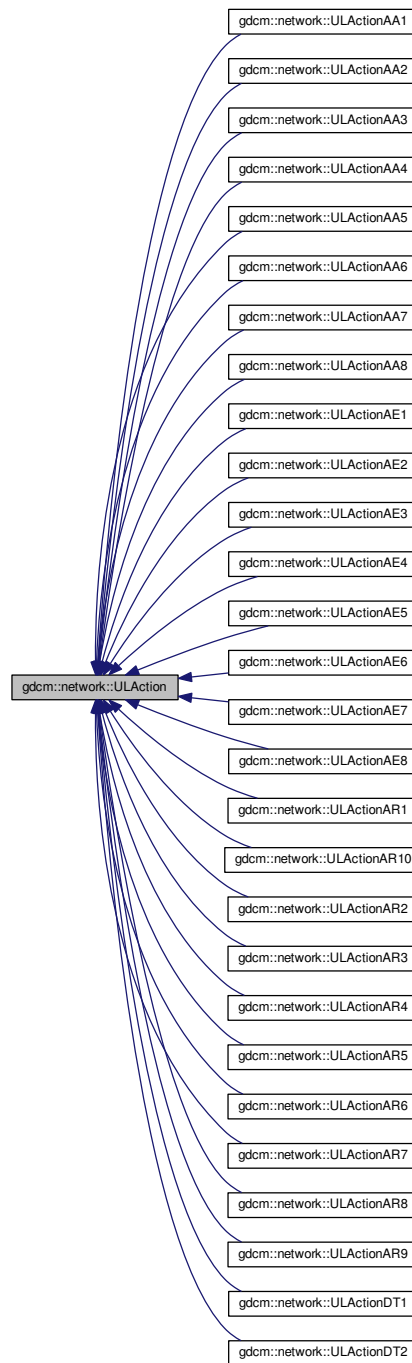 gdcm::network::ULActionAA1
gdcm::network::ULActionAA2
gdcm::network::ULActionAA3
gdcm::network::ULActionAA4
gdcm::network::ULActionAA5
gdcm::network::ULActionAA6
gdcm::network::ULActionAA7
gdcm::network::ULActionAA8
gdcm::network::ULActionAE1
gdcm::network::ULActionAE2
gdcm::network::ULActionAE3
gdcm::network::ULActionAE4
gdcm::network::ULActionAE5
gdcm::network::ULActionAE6
gdcm::network::ULAction
gdcm::network::ULActionAE7
gdcm::network::ULActionAE8
gdcm::network::ULActionAR1
gdcm::network::ULActionAR10
gdcm::network::ULActionAR2
gdcm::network::ULActionAR3
gdcm::network::ULActionAR4
gdcm::network::ULActionAR5
gdcm::network::ULActionAR6
gdcm::network::ULActionAR7
gdcm::network::ULActionAR8
gdcm::network::ULActionAR9
gdcm::network::ULActionDT1
gdcm::network::ULActionDT2